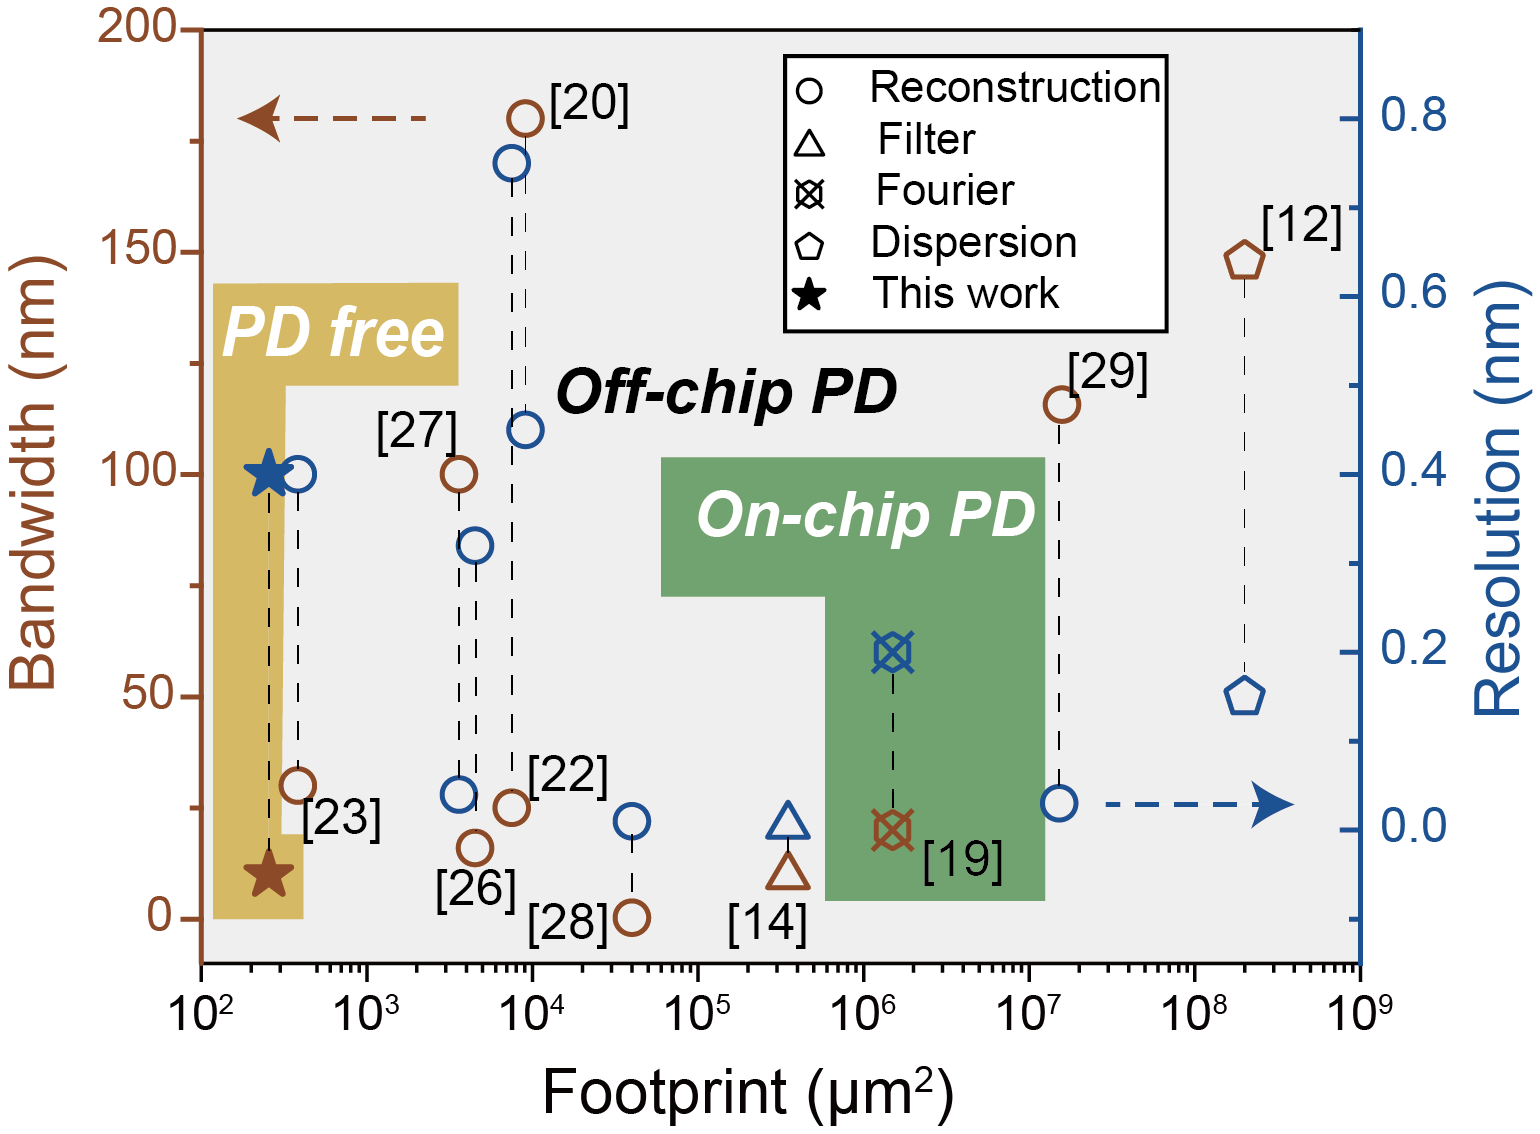 200
150
100
50
0
Bandwidth (nm)
Reconstruction
Filter
Fourier
Dispersion
This work
[20]
[12]
PD free
Off-chip PD
[29]
[27]
On-chip PD
[23]
[22]
[26]
[28]
[14]
[19]
0.8
0.6
0.4
0.2
0.0
Resolution (nm)
10² 10³ 10⁴ 10⁵ 10⁶ 10⁷ 10⁸ 10⁹
Footprint (μm²)